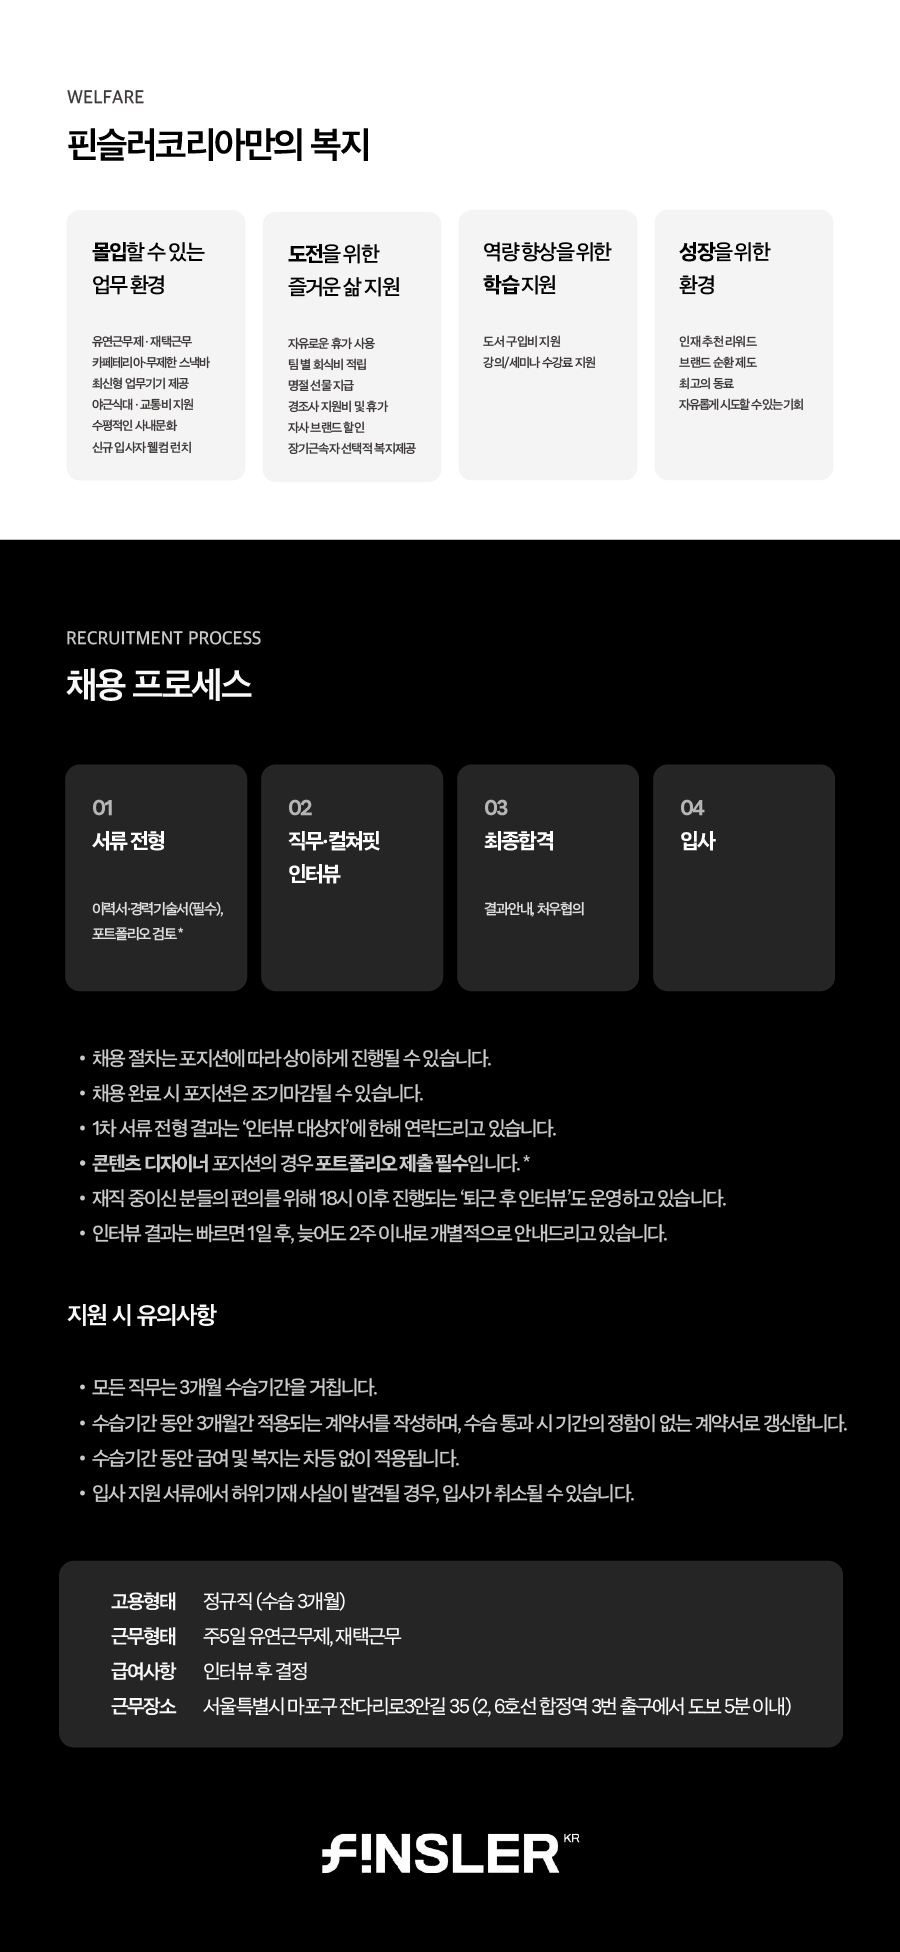 WELFARE
핀슬러코리아만의 복지
몰입할 수 있는
업무 환경
유연근무제 · 재택근무
카페테리아·무제한 스낵바
최신형 업무기기 제공
야근식대 · 교통비 지원
수평적인 사내문화
신규 입사자 웰컴 런치
도전을 위한
즐거운 삶 지원
자유로운 휴가 사용
팀 별 회식비 적립
명절 선물 지급
경조사 지원비 및 휴가
자사 브랜드 할인
장기근속자 선택적 복지제공
역량 향상을 위한
학습 지원
도서 구입비 지원
강의/세미나 수강료 지원
성장을 위한
환경
인재 추천 리워드
브랜드 순환 제도
최고의 동료
자유롭게 시도할 수 있는 기회
RECRUITMENT PROCESS
채용 프로세스
01
서류 전형
이력서·경력기술서(필수),
포트폴리오 검토 *
02
직무·컬쳐핏
인터뷰
03
최종합격
결과안내, 처우협의
04
입사
• 채용 절차는 포지션에 따라 상이하게 진행될 수 있습니다.
• 채용 완료 시 포지션은 조기마감될 수 있습니다.
• 1차 서류 전형 결과는 ‘인터뷰 대상자’에 한해 연락드리고 있습니다.
• 콘텐츠 디자이너 포지션의 경우 포트폴리오 제출 필수입니다. *
• 재직 중이신 분들의 편의를 위해 18시 이후 진행되는 ‘퇴근 후 인터뷰’도 운영하고 있습니다.
• 인터뷰 결과는 빠르면 1일 후, 늦어도 2주 이내로 개별적으로 안내드리고 있습니다.
지원 시 유의사항
• 모든 직무는 3개월 수습기간을 거칩니다.
• 수습기간 동안 3개월간 적용되는 계약서를 작성하며, 수습 통과 시 기간의 정함이 없는 계약서로 갱신합니다.
• 수습기간 동안 급여 및 복지는 차등 없이 적용됩니다.
• 입사 지원 서류에서 허위기재 사실이 발견될 경우, 입사가 취소될 수 있습니다.
고용형태 정규직 (수습 3개월)
근무형태 주5일 유연근무제, 재택근무
급여사항 인터뷰 후 결정
근무장소 서울특별시 마포구 잔다리로3안길 35 (2, 6호선 합정역 3번 출구에서 도보 5분 이내)
FINSLER KR